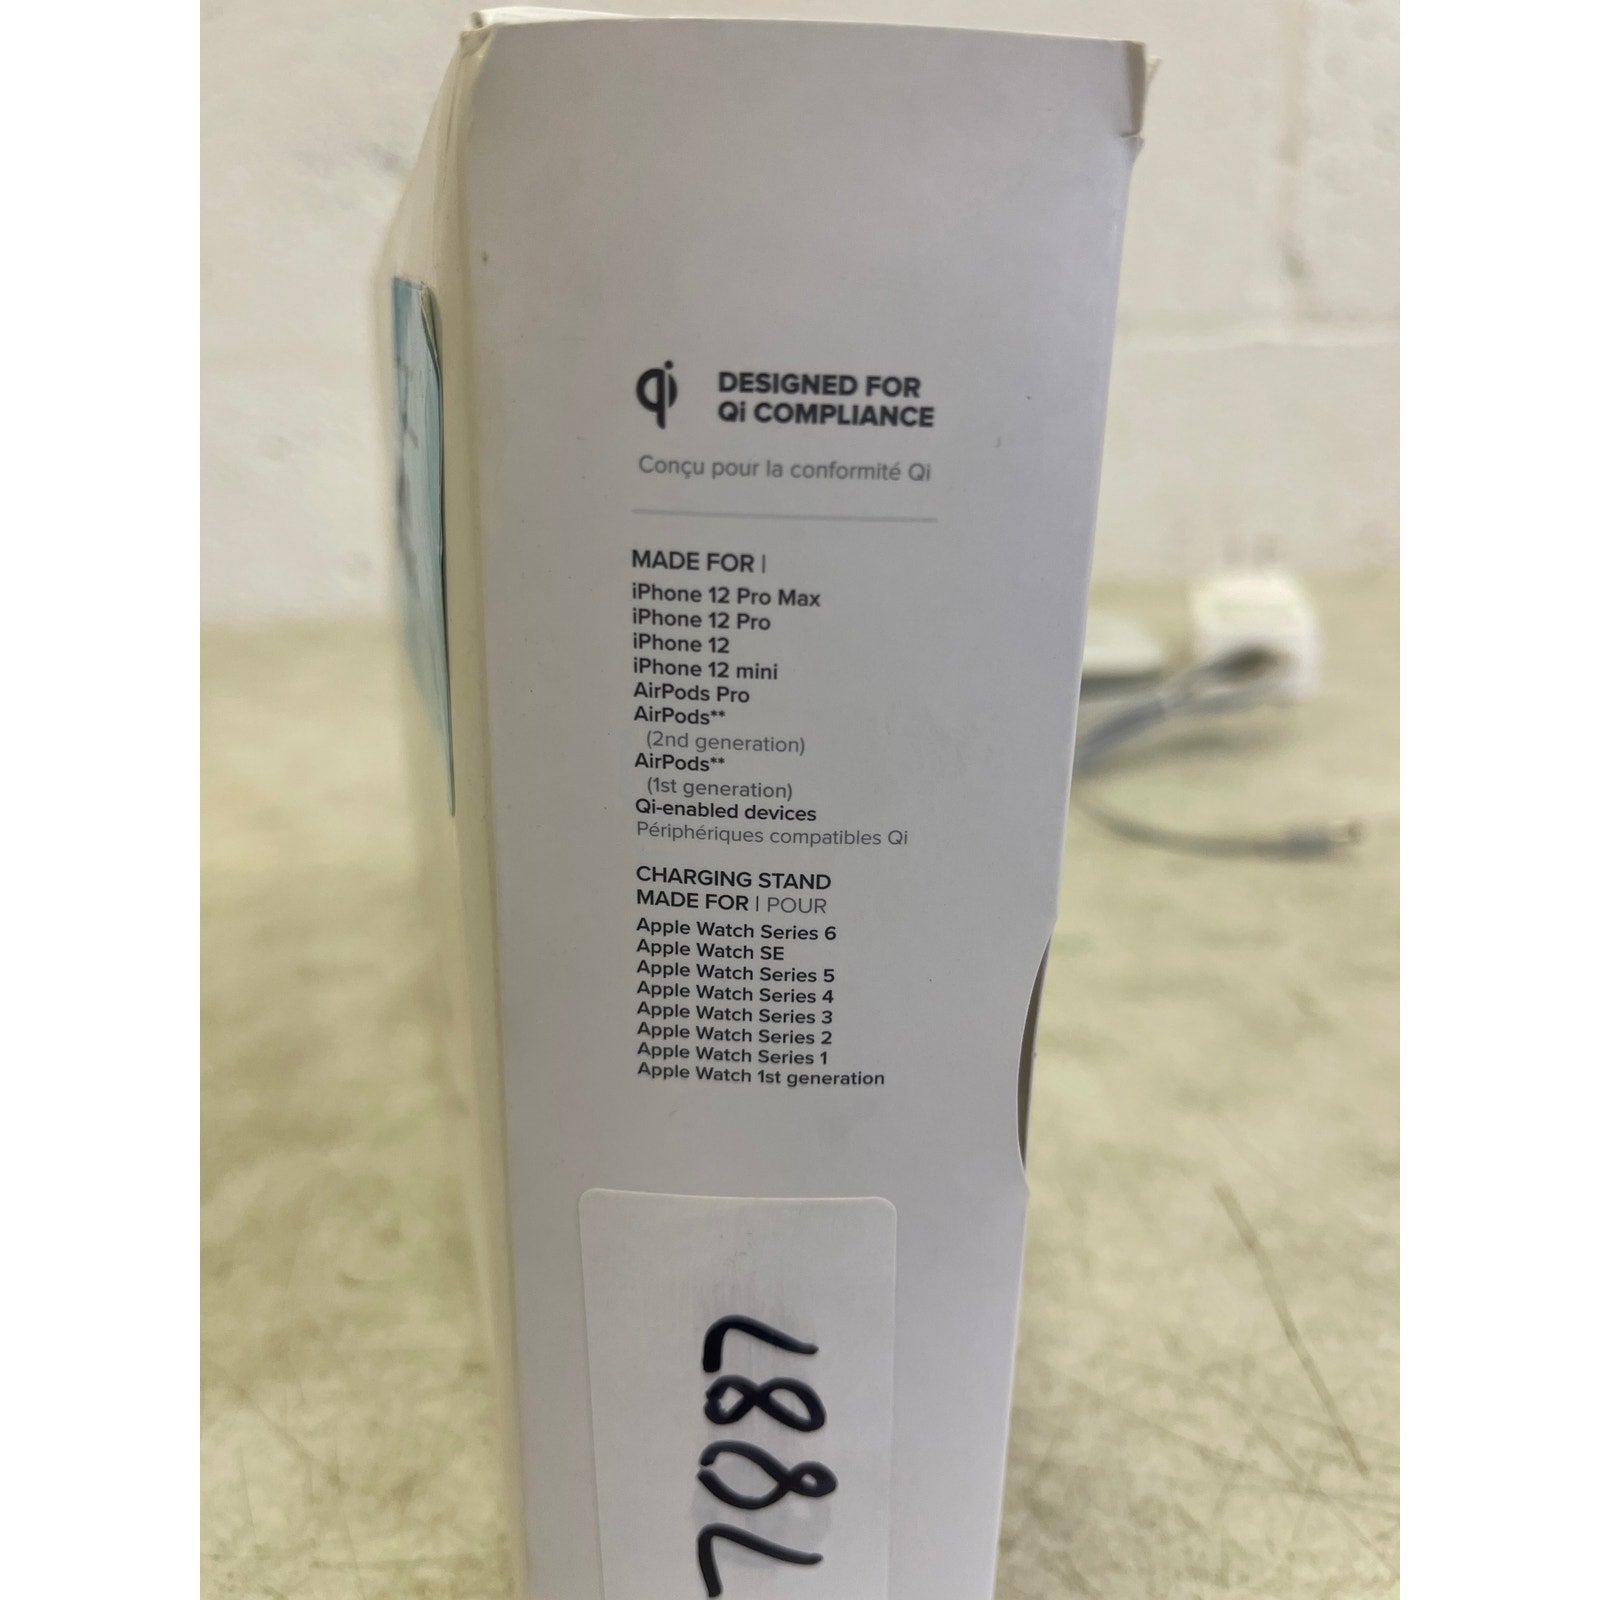 qi
DESIGNED FOR
Qi COMPLIANCE
Conçu pour la conformité Qi
MADE FOR |
iPhone 12 Pro Max
iPhone 12 Pro
iPhone 12
iPhone 12 mini
AirPods Pro
AirPods**
(2nd generation)
AirPods**
(1st generation)
Qi-enabled devices
Périphériques compatibles Qi
CHARGING STAND
MADE FOR | POUR
Apple Watch Series 6
Apple Watch SE
Apple Watch Series 5
Apple Watch Series 4
Apple Watch Series 3
Apple Watch Series 2
Apple Watch Series 1
Apple Watch 1st generation
7887